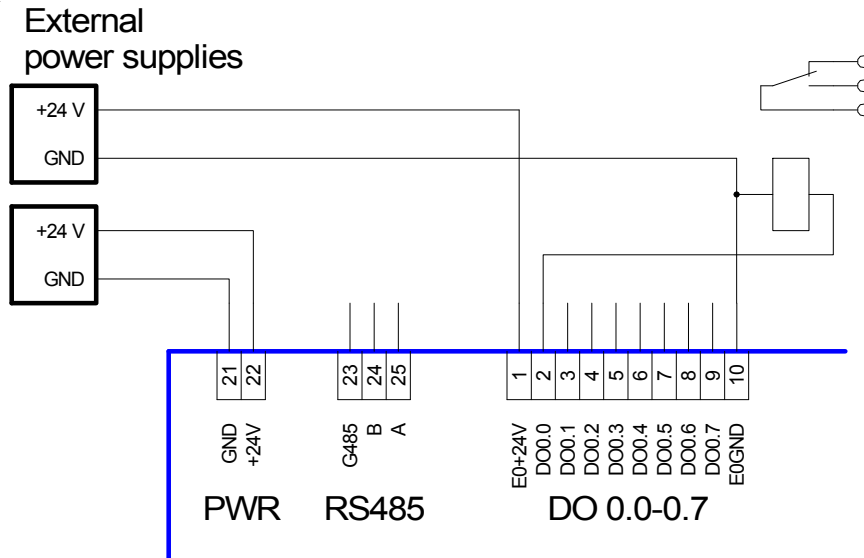 External
power supplies
+24 V
GND
+24 V
GND
21
22
23
24
25
1
2
3
4
5
6
7
8
9
10
GND
+24V
G485
B
A
E0+24V
DO0.0
DO0.1
DO0.2
DO0.3
DO0.4
DO0.5
DO0.6
DO0.7
E0GND
PWR
RS485
DO 0.0-0.7